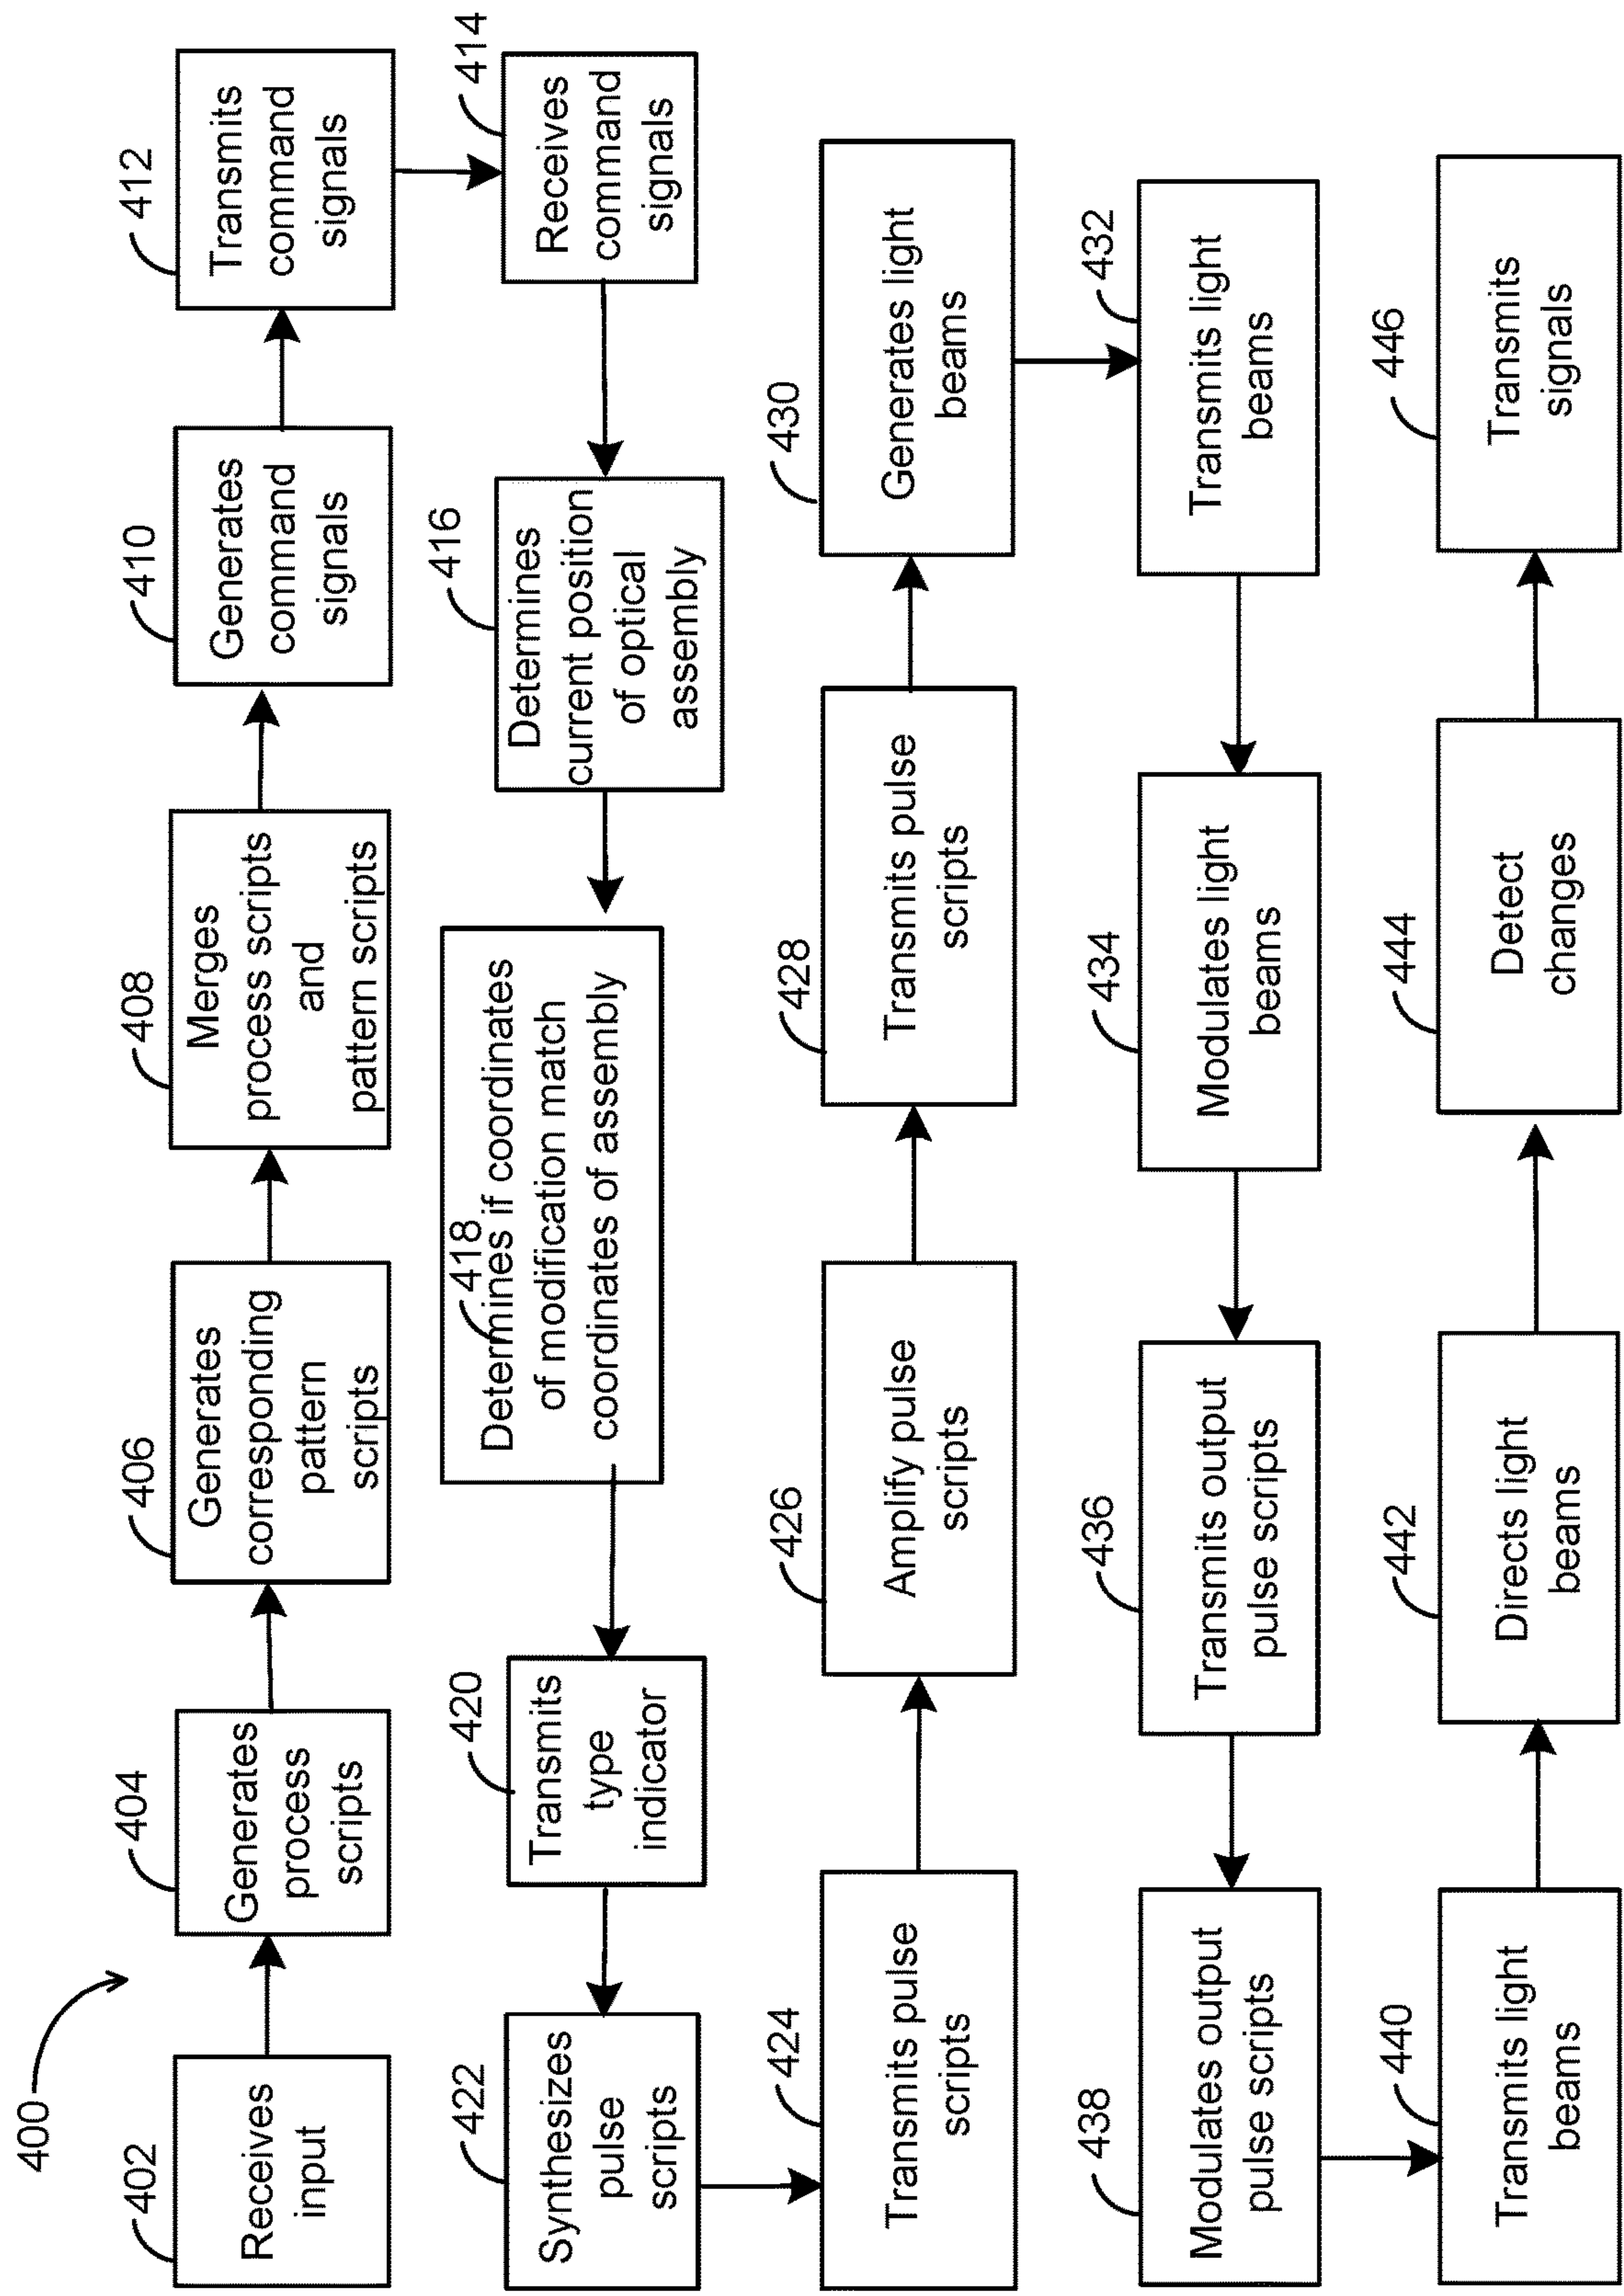 400
402
Receives
input
404
Generates
process
scripts
406
Generates
corresponding
pattern
scripts
408
Merges
process scripts
and
pattern scripts
410
Generates
command
signals
412
Transmits
command
signals
414
Receives
command
signals
416
Determines
current position
of optical
assembly
418
Determines if coordinates
of modification match
coordinates of assembly
420
Transmits
type
indicator
422
Synthesizes
pulse
scripts
424
Transmits pulse
scripts
426
Amplify pulse
scripts
428
Transmits pulse
scripts
430
Generates light
beams
432
Transmits light
beams
434
Modulates light
beams
436
Transmits output
pulse scripts
438
Modulates output
pulse scripts
440
Transmits light
beams
442
Directs light
beams
444
Detect
changes
446
Transmits
signals